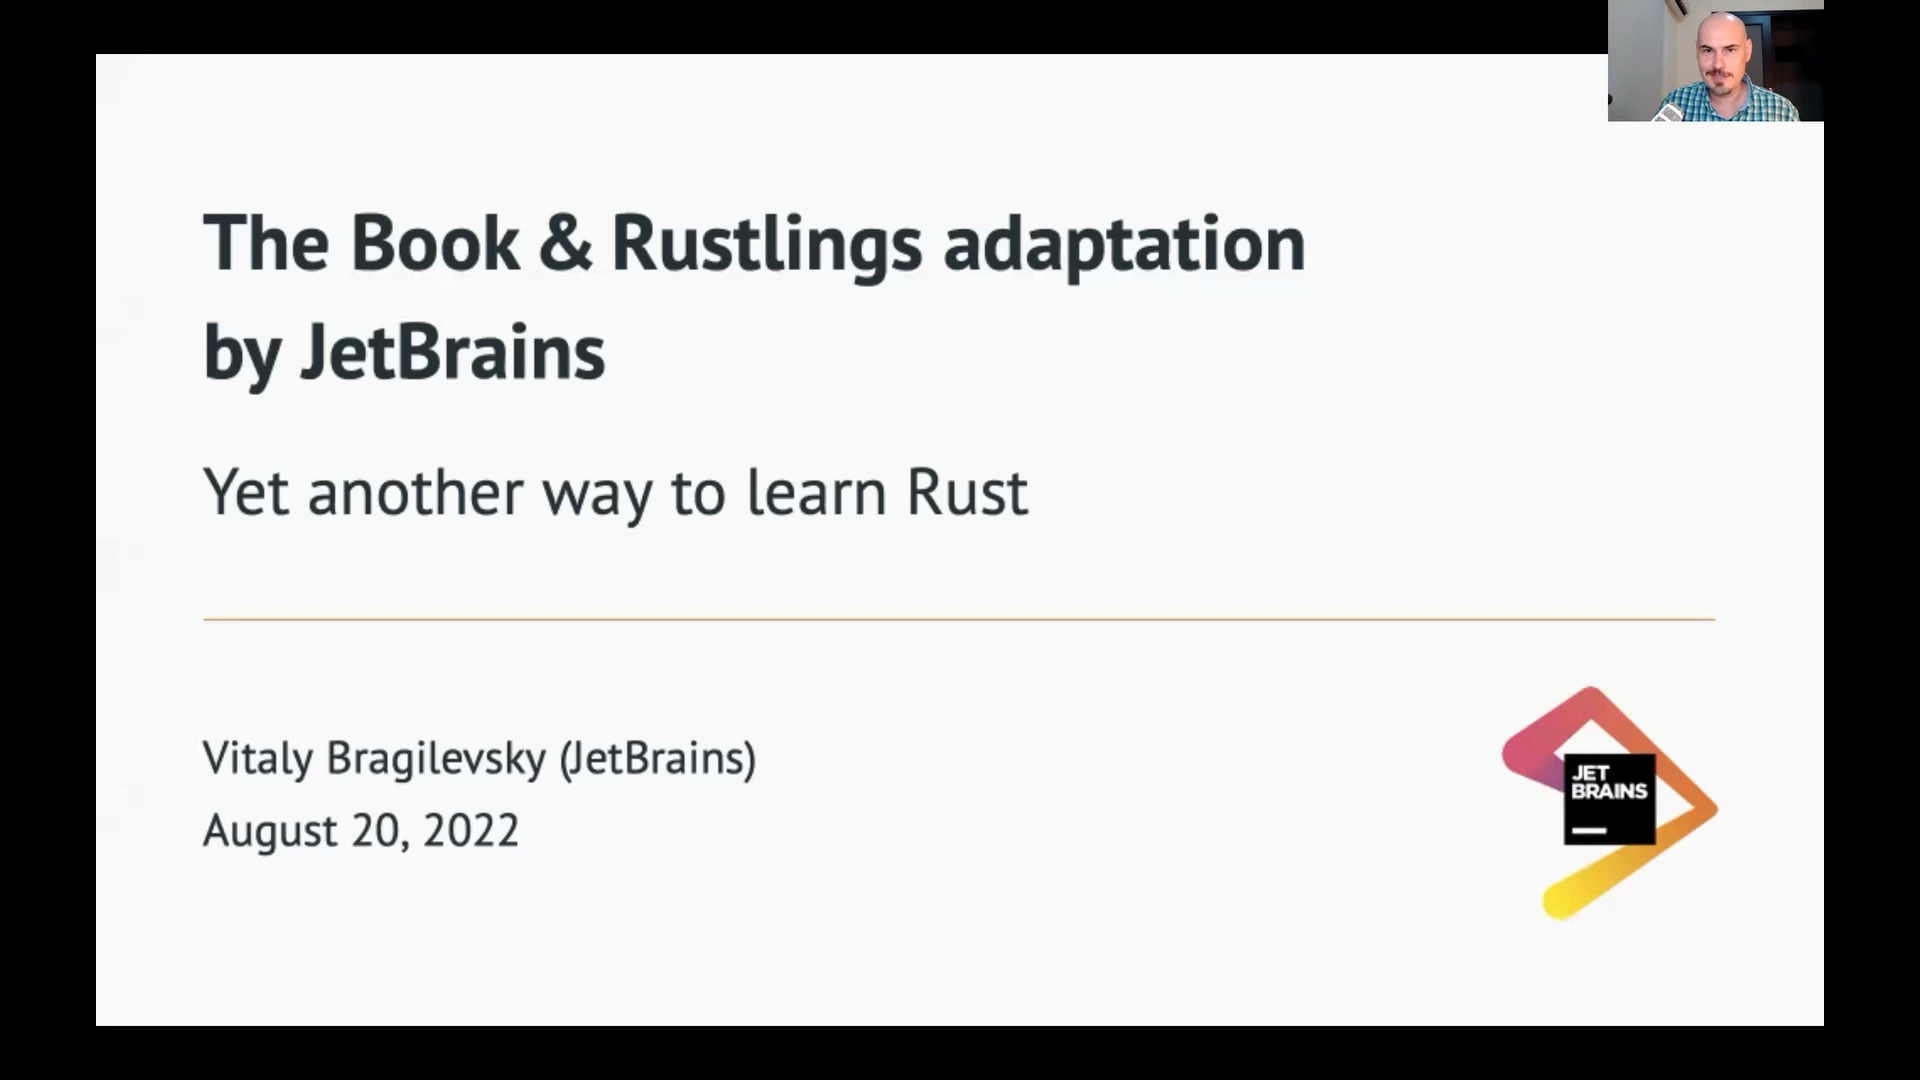 The Book & Rustlings adaptation
by JetBrains
Yet another way to learn Rust
Vitaly Bragilevsky (JetBrains)
August 20, 2022
JET
BRAINS